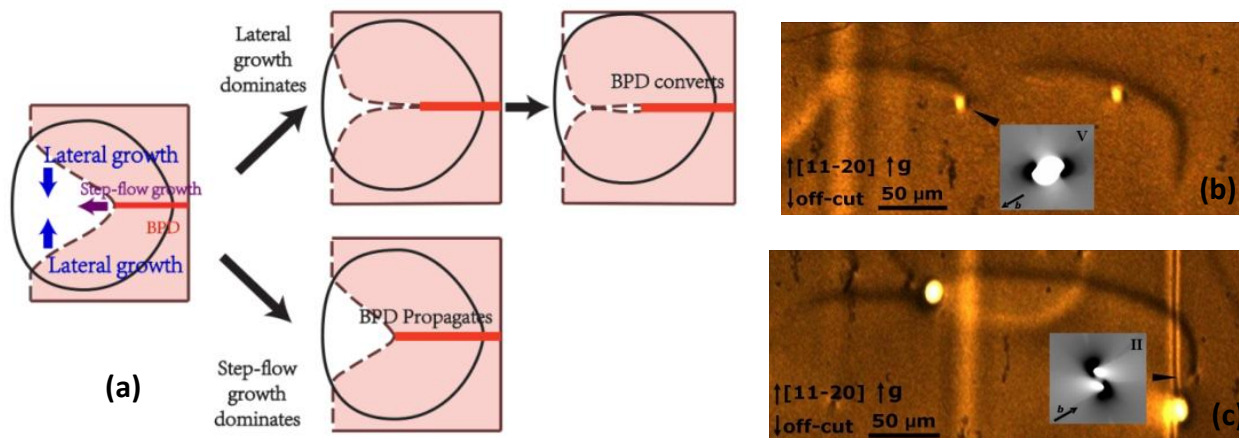 Lateral
growth
dominates
BPD converts
Lateral growth
Step-flow growth
BPD
Lateral growth
BPD Propagates
Step-flow
growth
dominates
(a)
V
b
↑[11-20] ↑g
↓off-cut 50 μm
(b)
II
b
↑[11-20] ↑g
↓off-cut 50 μm
(c)